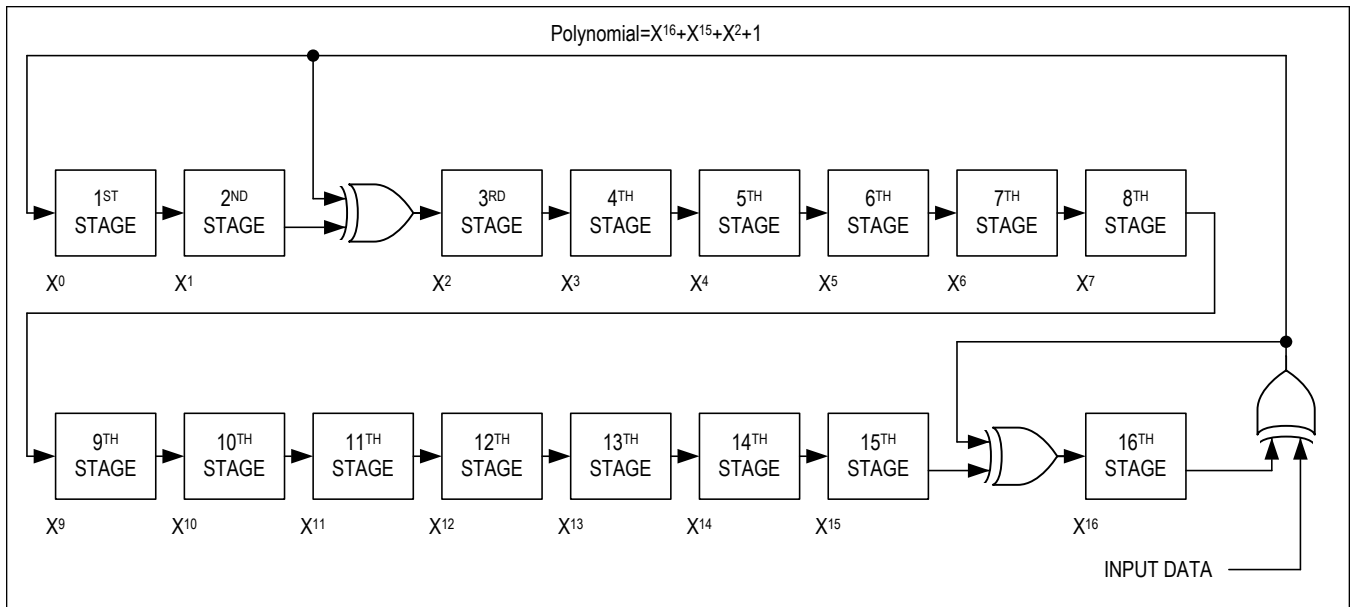 Polynomial=X¹⁶+X¹⁵+X²+1
1ST STAGE
2ND STAGE
3RD STAGE
4TH STAGE
5TH STAGE
6TH STAGE
7TH STAGE
8TH STAGE
X⁰
X¹
X²
X³
X⁴
X⁵
X⁶
X⁷
9TH STAGE
10TH STAGE
11TH STAGE
12TH STAGE
13TH STAGE
14TH STAGE
15TH STAGE
16TH STAGE
X⁹
X¹⁰
X¹¹
X¹²
X¹³
X¹⁴
X¹⁵
X¹⁶
INPUT DATA